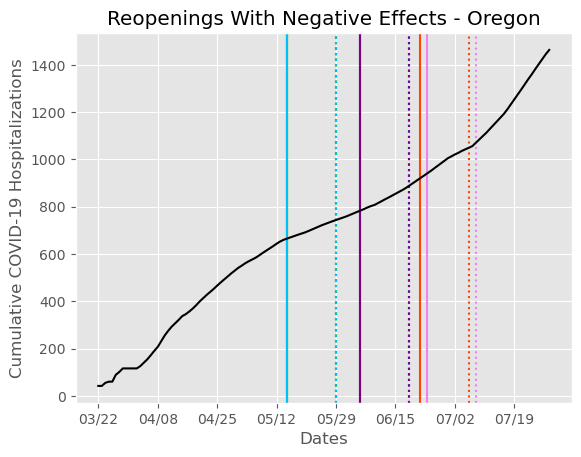 Reopenings With Negative Effects - Oregon
Cumulative COVID-19 Hospitalizations
1400
1200
1000
800
600
400
200
0
03/22 04/08 04/25 05/12 05/29 06/15 07/02 07/19
Dates